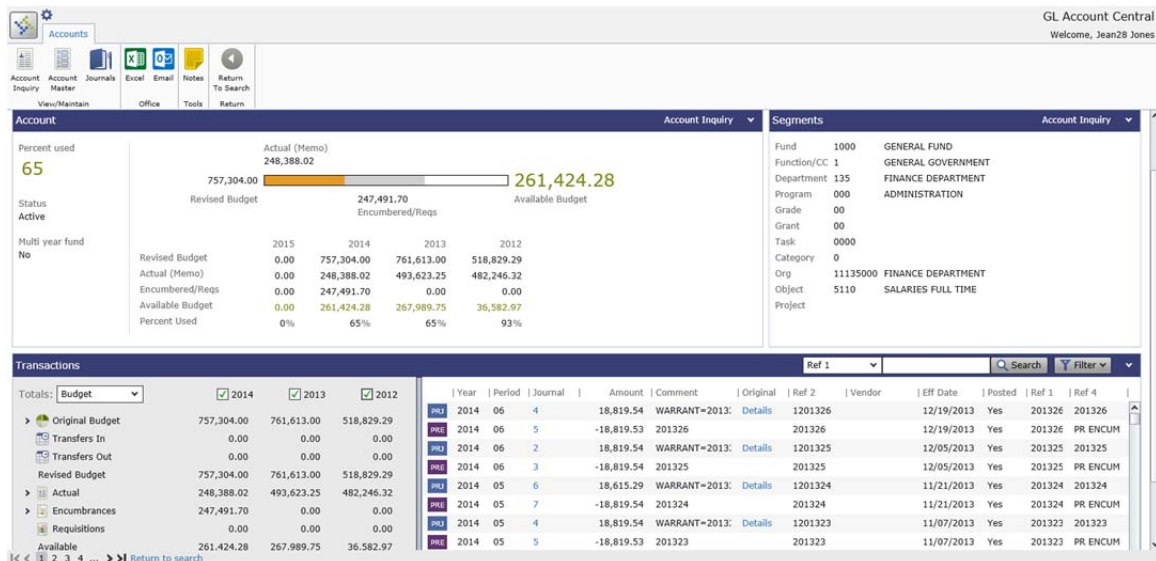 GL Account Central
Accounts
Welcome, Jean28 Jones
Account Inquiry
Account Master
Journals
Excel
Email
Notes
Return To Search
View/Maintain
Office
Tools
Return
Account
Account Inquiry
Percent used
65
Status
Active
Multi year fund
No
Actual (Memo)
248,388.02
757,304.00
261,424.28
Revised Budget
247,491.70
Available Budget
Encumbered/Reqs
2015 2014 2013 2012
Revised Budget 0.00 757,304.00 761,613.00 518,829.29
Actual (Memo) 0.00 248,388.02 493,623.25 482,246.32
Encumbered/Reqs 0.00 247,491.70 0.00 0.00
Available Budget 0.00 261,424.28 267,989.75 36,582.97
Percent Used 0% 65% 65% 93%
Segments
Account Inquiry
Fund 1000 GENERAL FUND
Function/CC 1 GENERAL GOVERNMENT
Department 135 FINANCE DEPARTMENT
Program 000 ADMINISTRATION
Grade 00
Grant 00
Task 0000
Category 0
Org 11135000 FINANCE DEPARTMENT
Object 5110 SALARIES FULL TIME
Project
Transactions
Ref 1
Search
Filter
Totals: Budget 2014 2013 2012
Original Budget 757,304.00 761,613.00 518,829.29
Transfers In 0.00 0.00 0.00
Transfers Out 0.00 0.00 0.00
Revised Budget 757,304.00 761,613.00 518,829.29
Actual 248,388.02 493,623.25 482,246.32
Encumbrances 247,491.70 0.00 0.00
Requisitions 0.00 0.00 0.00
Available 261.424.28 267.989.75 36.582.97
Year Period Journal Amount Comment Original Ref 2 Vendor Eff Date Posted Ref 1 Ref 4
PRJ 2014 06 4 18,819.54 WARRANT=2013 Details 1201326 12/19/2013 Yes 201326 201326
PRE 2014 06 5 -18,819.53 201326 201326 12/19/2013 Yes 201326 PR ENCUM
PRJ 2014 06 2 18,819.54 WARRANT=2013 Details 1201325 12/05/2013 Yes 201325 201325
PRE 2014 06 3 -18,819.54 201325 201325 12/05/2013 Yes 201325 PR ENCUM
PRJ 2014 05 6 18,615.29 WARRANT=2013 Details 1201324 11/21/2013 Yes 201324 201324
PRE 2014 05 7 -18,819.54 201324 201324 11/21/2013 Yes 201324 PR ENCUM
PRJ 2014 05 4 18,819.54 WARRANT=2013 Details 1201323 11/07/2013 Yes 201323 201323
PRE 2014 05 5 -18,819.53 201323 201323 11/07/2013 Yes 201323 PR ENCUM
1 2 3 4 ... Return to search